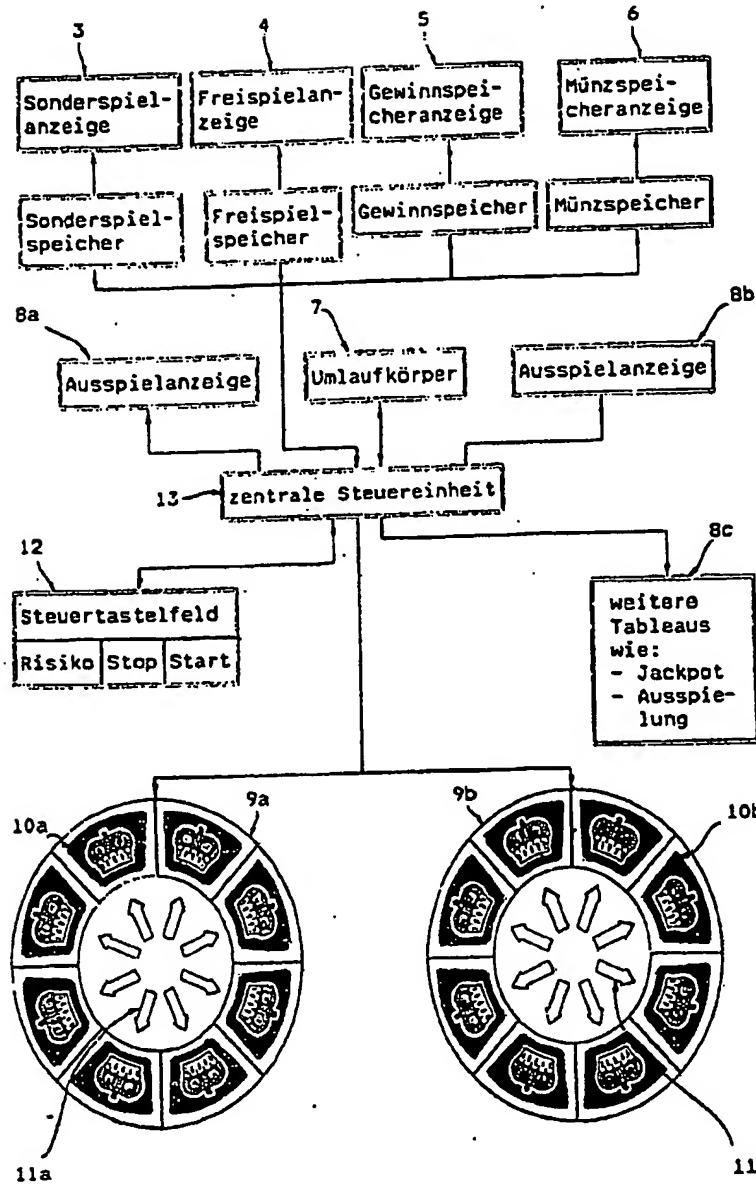 3 4 5 6
Sonderspiel-
anzeige
Freispielan-
zeige
Gewinnspei-
cheranzeige
Münzspei-
cheranzeige
Sonderspiel-
speicher
Freispiel-
speicher
Gewinnspeicher
Münzspeicher
8a 7 8b
Ausspielanzeige
Umlaufkörper
Ausspielanzeige
13
zentrale Steuereinheit
12
Steuertastelfeld
Risiko Stop Start
8c
weitere
Tableaus
wie:
- Jackpot
- Ausspie-
lung
10a 9a 9b 10b
11a 11